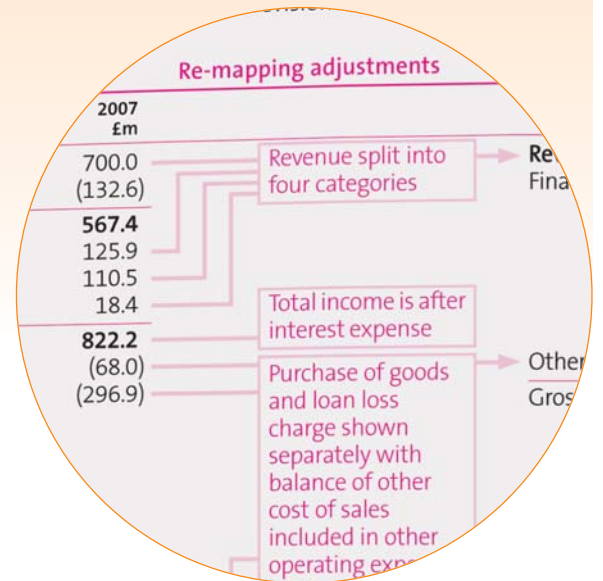 Re-mapping adjustments
2007
£m
700.0
(132.6)
567.4
125.9
110.5
18.4
822.2
(68.0)
(296.9)
Revenue split into
four categories
Total income is after
interest expense
Purchase of goods
and loan loss
charge shown
separately with
balance of other
cost of sales
included in other
operating
Other